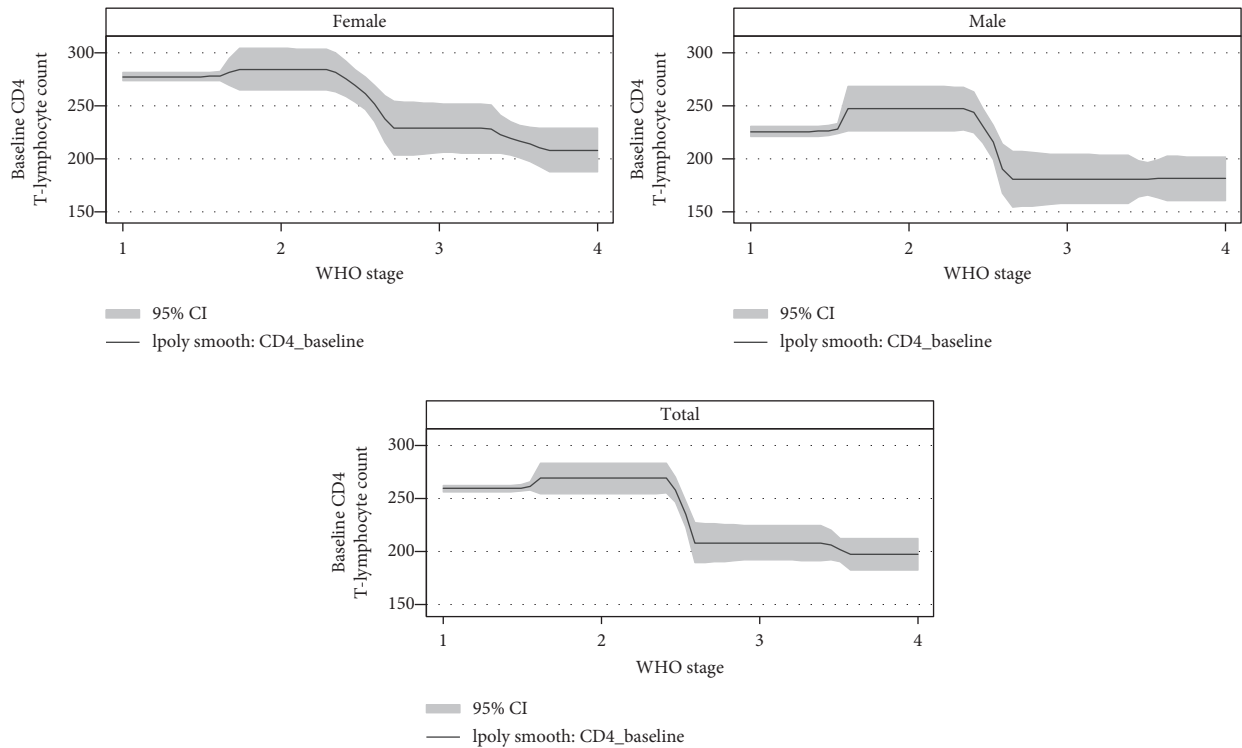 Female
Baseline CD4
T-lymphocyte count
300
250
200
150
1 2 3 4
WHO stage
95% CI
lpoly smooth: CD4_baseline
Male
Baseline CD4
T-lymphocyte count
300
250
200
150
1 2 3 4
WHO stage
95% CI
lpoly smooth: CD4_baseline
Total
Baseline CD4
T-lymphocyte count
300
250
200
150
1 2 3 4
WHO stage
95% CI
lpoly smooth: CD4_baseline